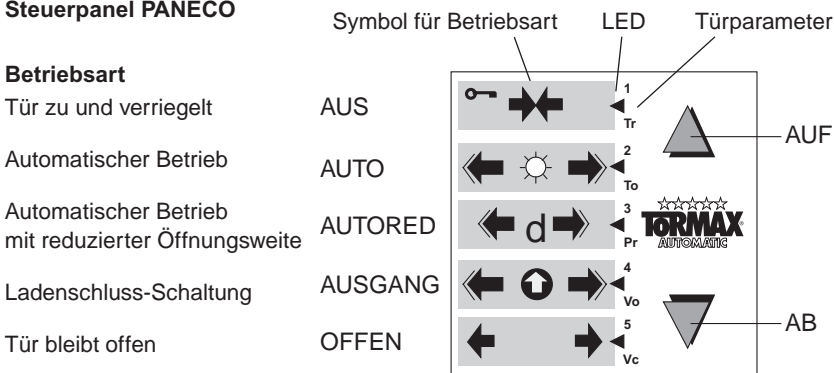 Steuerpanel PANECO
Symbol für Betriebsart LED Türparameter
Betriebsart
Tür zu und verriegelt AUS
1
Tr
AUF
Automatischer Betrieb AUTO
2
To
Automatischer Betrieb
mit reduzierter Öffnungsweite AUTORED
d
3
Pr
TORMAX
AUTOMATIC
Ladenschluss-Schaltung AUSGANG
4
Vo
AB
Tür bleibt offen OFFEN
5
Vc